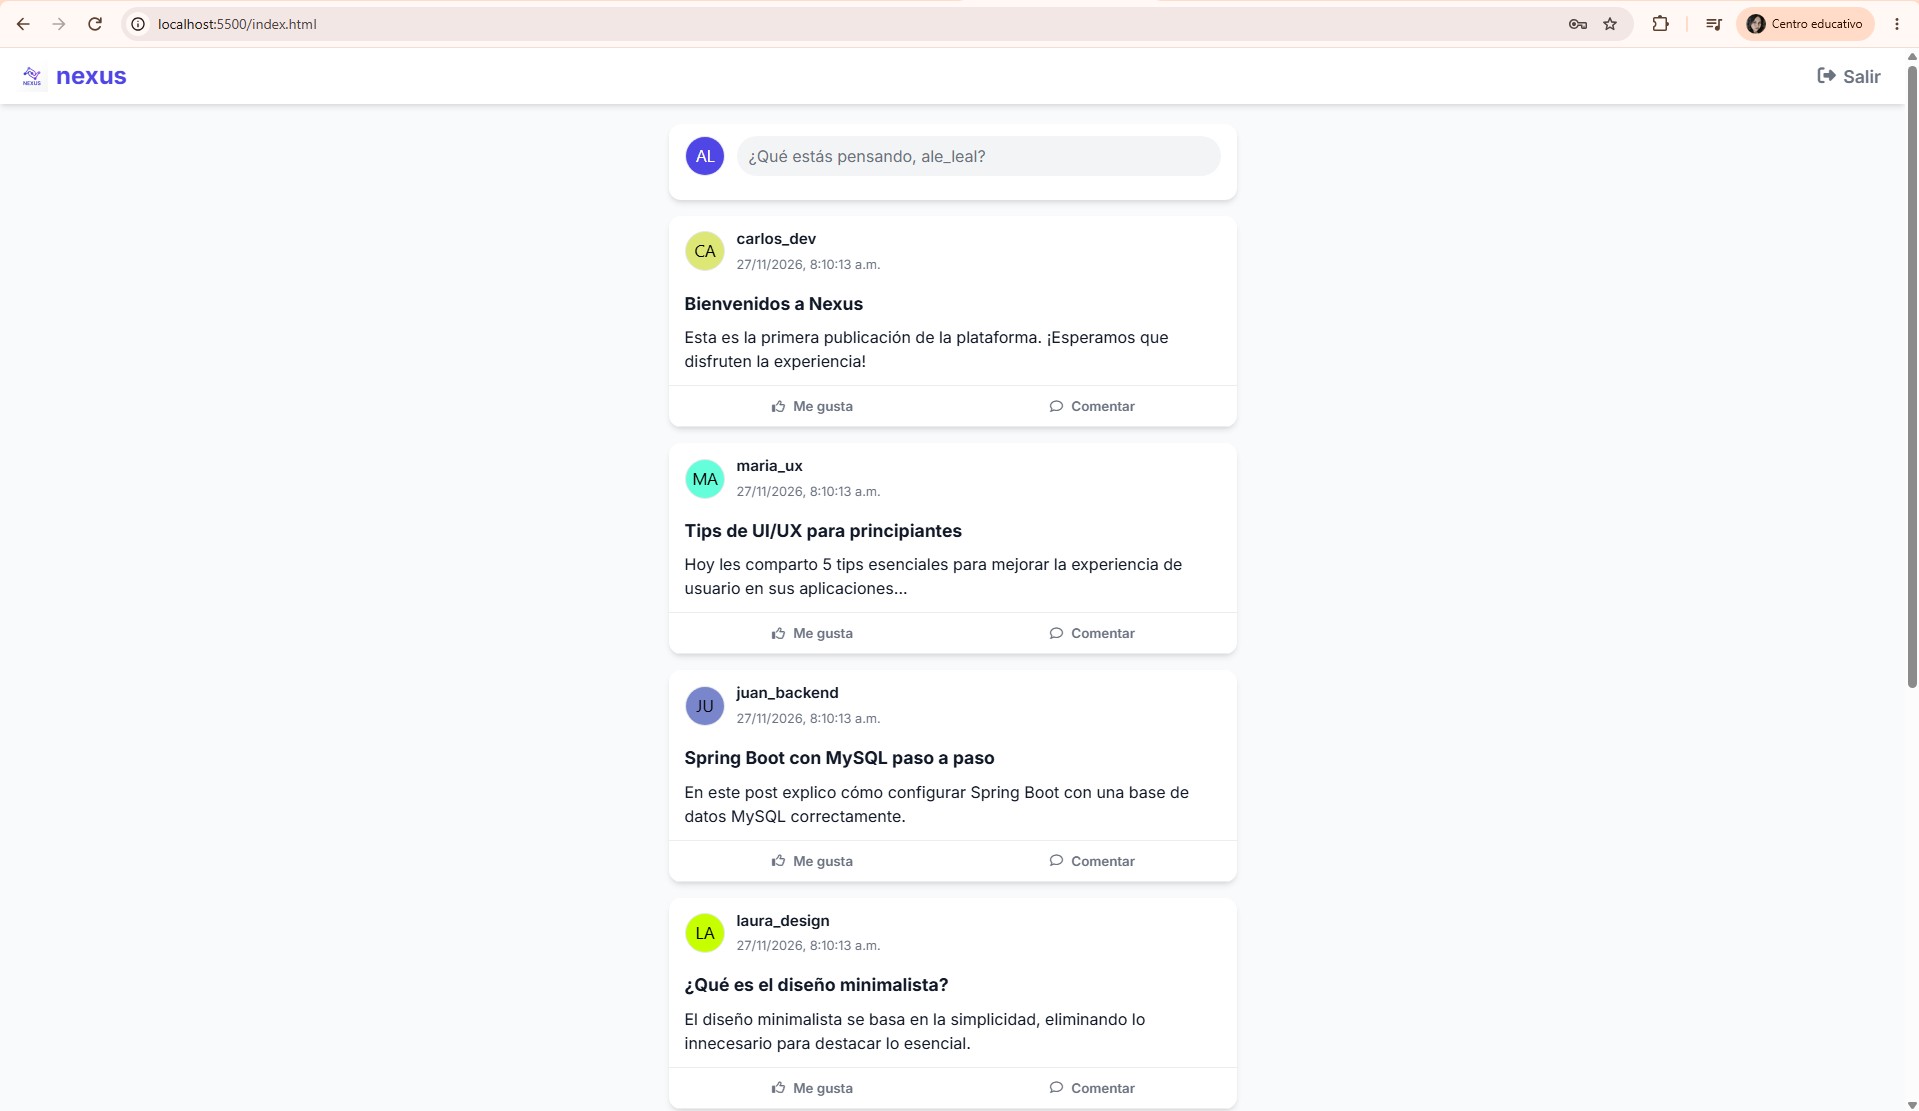 localhost:5500/index.html
Centro educativo
NEXUS
nexus
Salir
AL
¿Qué estás pensando, ale_leal?
CA
carlos_dev
27/11/2026, 8:10:13 a.m.
Bienvenidos a Nexus
Esta es la primera publicación de la plataforma. ¡Esperamos que
disfruten la experiencia!
Me gusta
Comentar
MA
maria_ux
27/11/2026, 8:10:13 a.m.
Tips de UI/UX para principiantes
Hoy les comparto 5 tips esenciales para mejorar la experiencia de
usuario en sus aplicaciones...
Me gusta
Comentar
JU
juan_backend
27/11/2026, 8:10:13 a.m.
Spring Boot con MySQL paso a paso
En este post explico cómo configurar Spring Boot con una base de
datos MySQL correctamente.
Me gusta
Comentar
LA
laura_design
27/11/2026, 8:10:13 a.m.
¿Qué es el diseño minimalista?
El diseño minimalista se basa en la simplicidad, eliminando lo
innecesario para destacar lo esencial.
Me gusta
Comentar